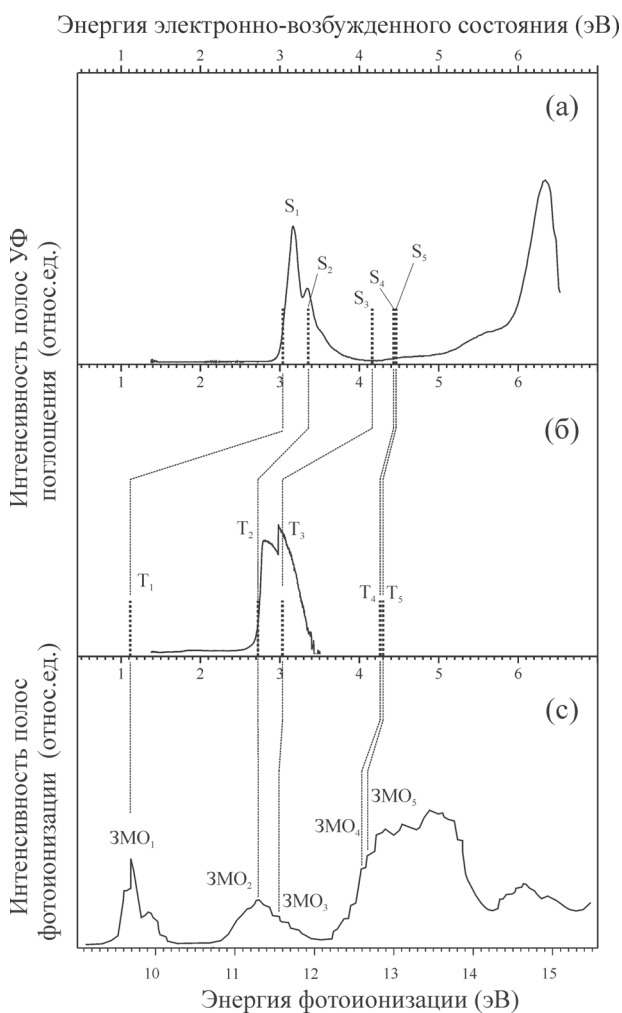 Энергия электронно-возбужденного состояния (эВ)
1 2 3 4 5 6
(а)
Интенсивность полос УФ
поглощения (относ.ед.)
S1
S2
S3
S4
S5
1 2 3 4 5 6
(б)
T1
T2
T3
T4
T5
1 2 3 4 5 6
(с)
Интенсивность полос
фотоионизации (относ.ед.)
ЗМО1
ЗМО2
ЗМО3
ЗМО4
ЗМО5
10 11 12 13 14 15
Энергия фотоионизации (эВ)